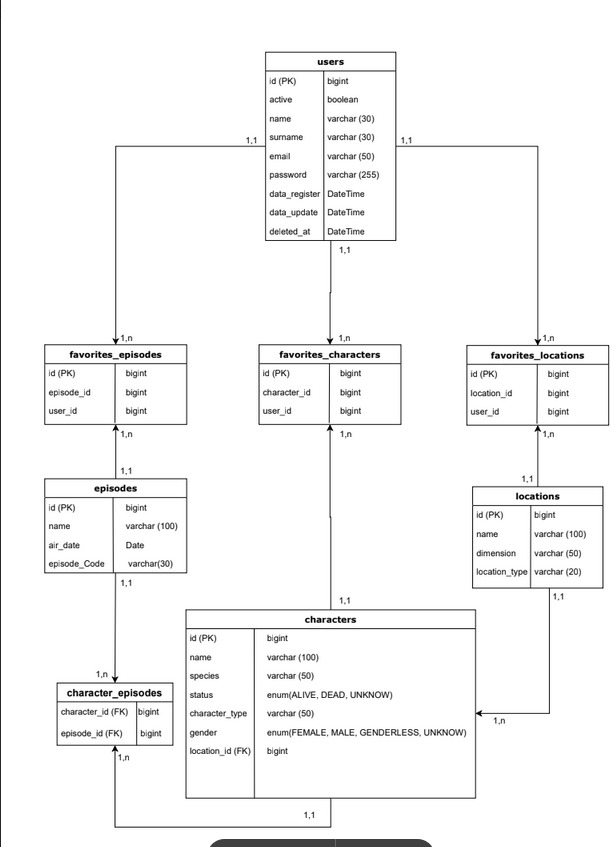 users
id (PK) bigint
active boolean
name varchar (30)
surname varchar (30)
email varchar (50)
password varchar (255)
data_register DateTime
data_update DateTime
deleted_at DateTime
1,1
1,1
1,1
1,n
1,n
1,n
favorites_episodes
id (PK) bigint
episode_id bigint
user_id bigint
favorites_characters
id (PK) bigint
character_id bigint
user_id bigint
favorites_locations
id (PK) bigint
location_id bigint
user_id bigint
1,n
1,n
1,n
1,1
1,1
episodes
id (PK) bigint
name varchar (100)
air_date Date
episode_Code varchar(30)
locations
id (PK) bigint
name varchar (100)
dimension varchar (50)
location_type varchar (20)
1,1
1,1
1,1
characters
id (PK) bigint
name varchar (100)
species varchar (50)
status enum(ALIVE, DEAD, UNKNOW)
character_type varchar (50)
gender enum(FEMALE, MALE, GENDERLESS, UNKNOW)
location_id (FK) bigint
1,n
1,n
character_episodes
character_id (FK) bigint
episode_id (FK) bigint
1,n
1,1